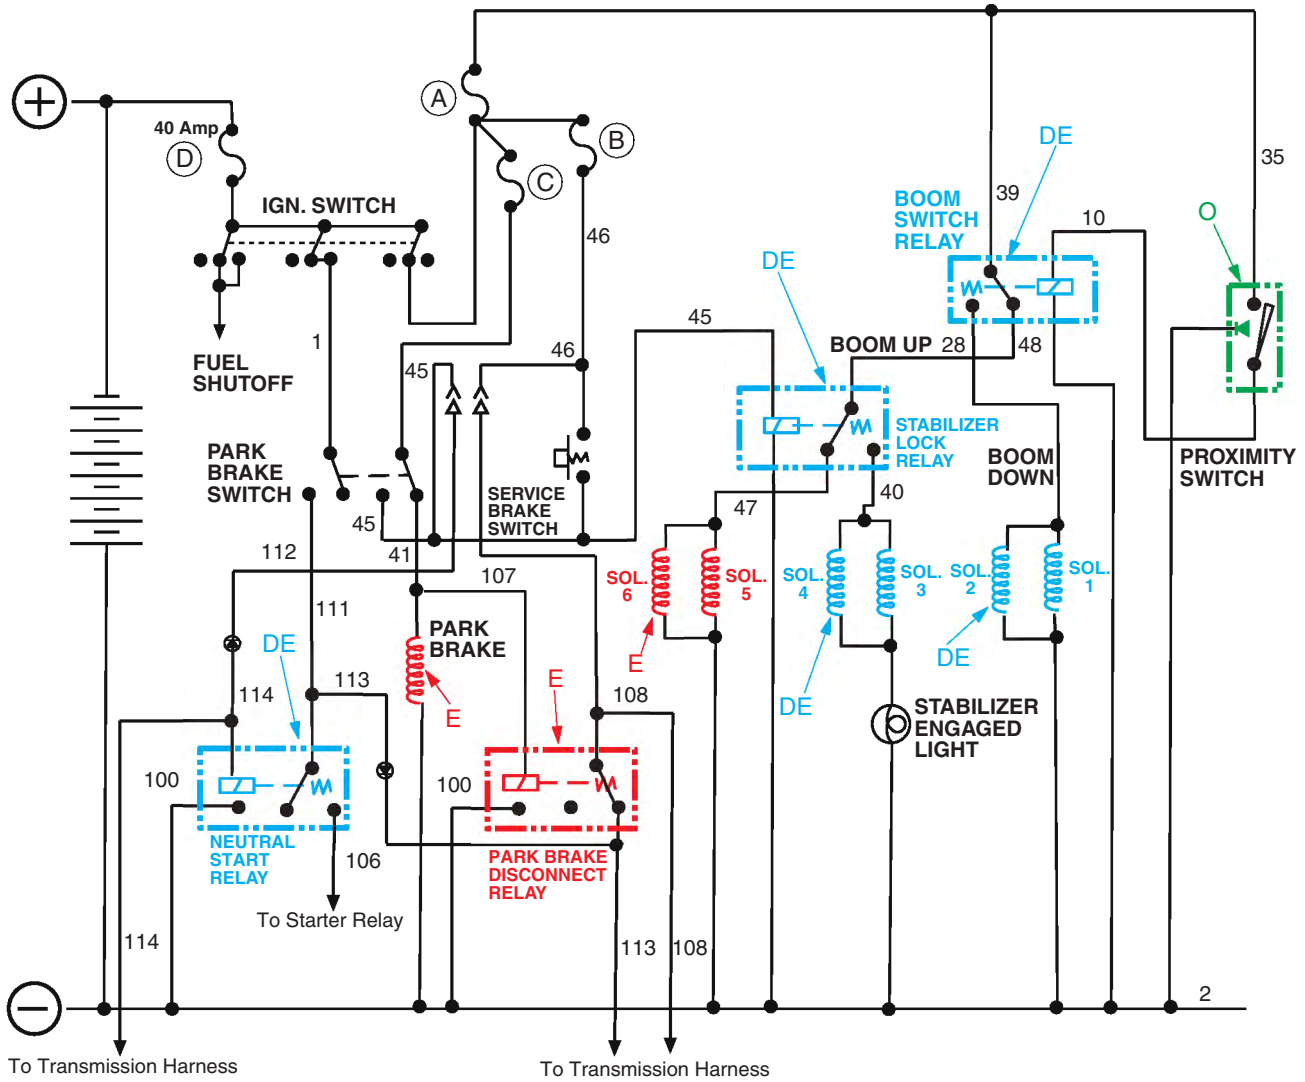 A
B
C
40 Amp
D
IGN. SWITCH
DE
35
39
BOOM
SWITCH
RELAY
10
O
46
DE
45
1
46
45
BOOM UP
28
48
FUEL
SHUTOFF
STABILIZER
LOCK
RELAY
PARK
BRAKE
SWITCH
BOOM
DOWN
PROXIMITY
SWITCH
45
SERVICE
BRAKE
SWITCH
47
40
112
41
107
SOL.
6
SOL.
5
SOL.
4
SOL.
3
SOL.
2
SOL.
1
111
PARK
BRAKE
DE
113
E
E
E
DE
DE
114
108
STABILIZER
ENGAGED
LIGHT
100
100
NEUTRAL
START
RELAY
106
PARK BRAKE
DISCONNECT
RELAY
To Starter Relay
114
113
108
2
To Transmission Harness
To Transmission Harness